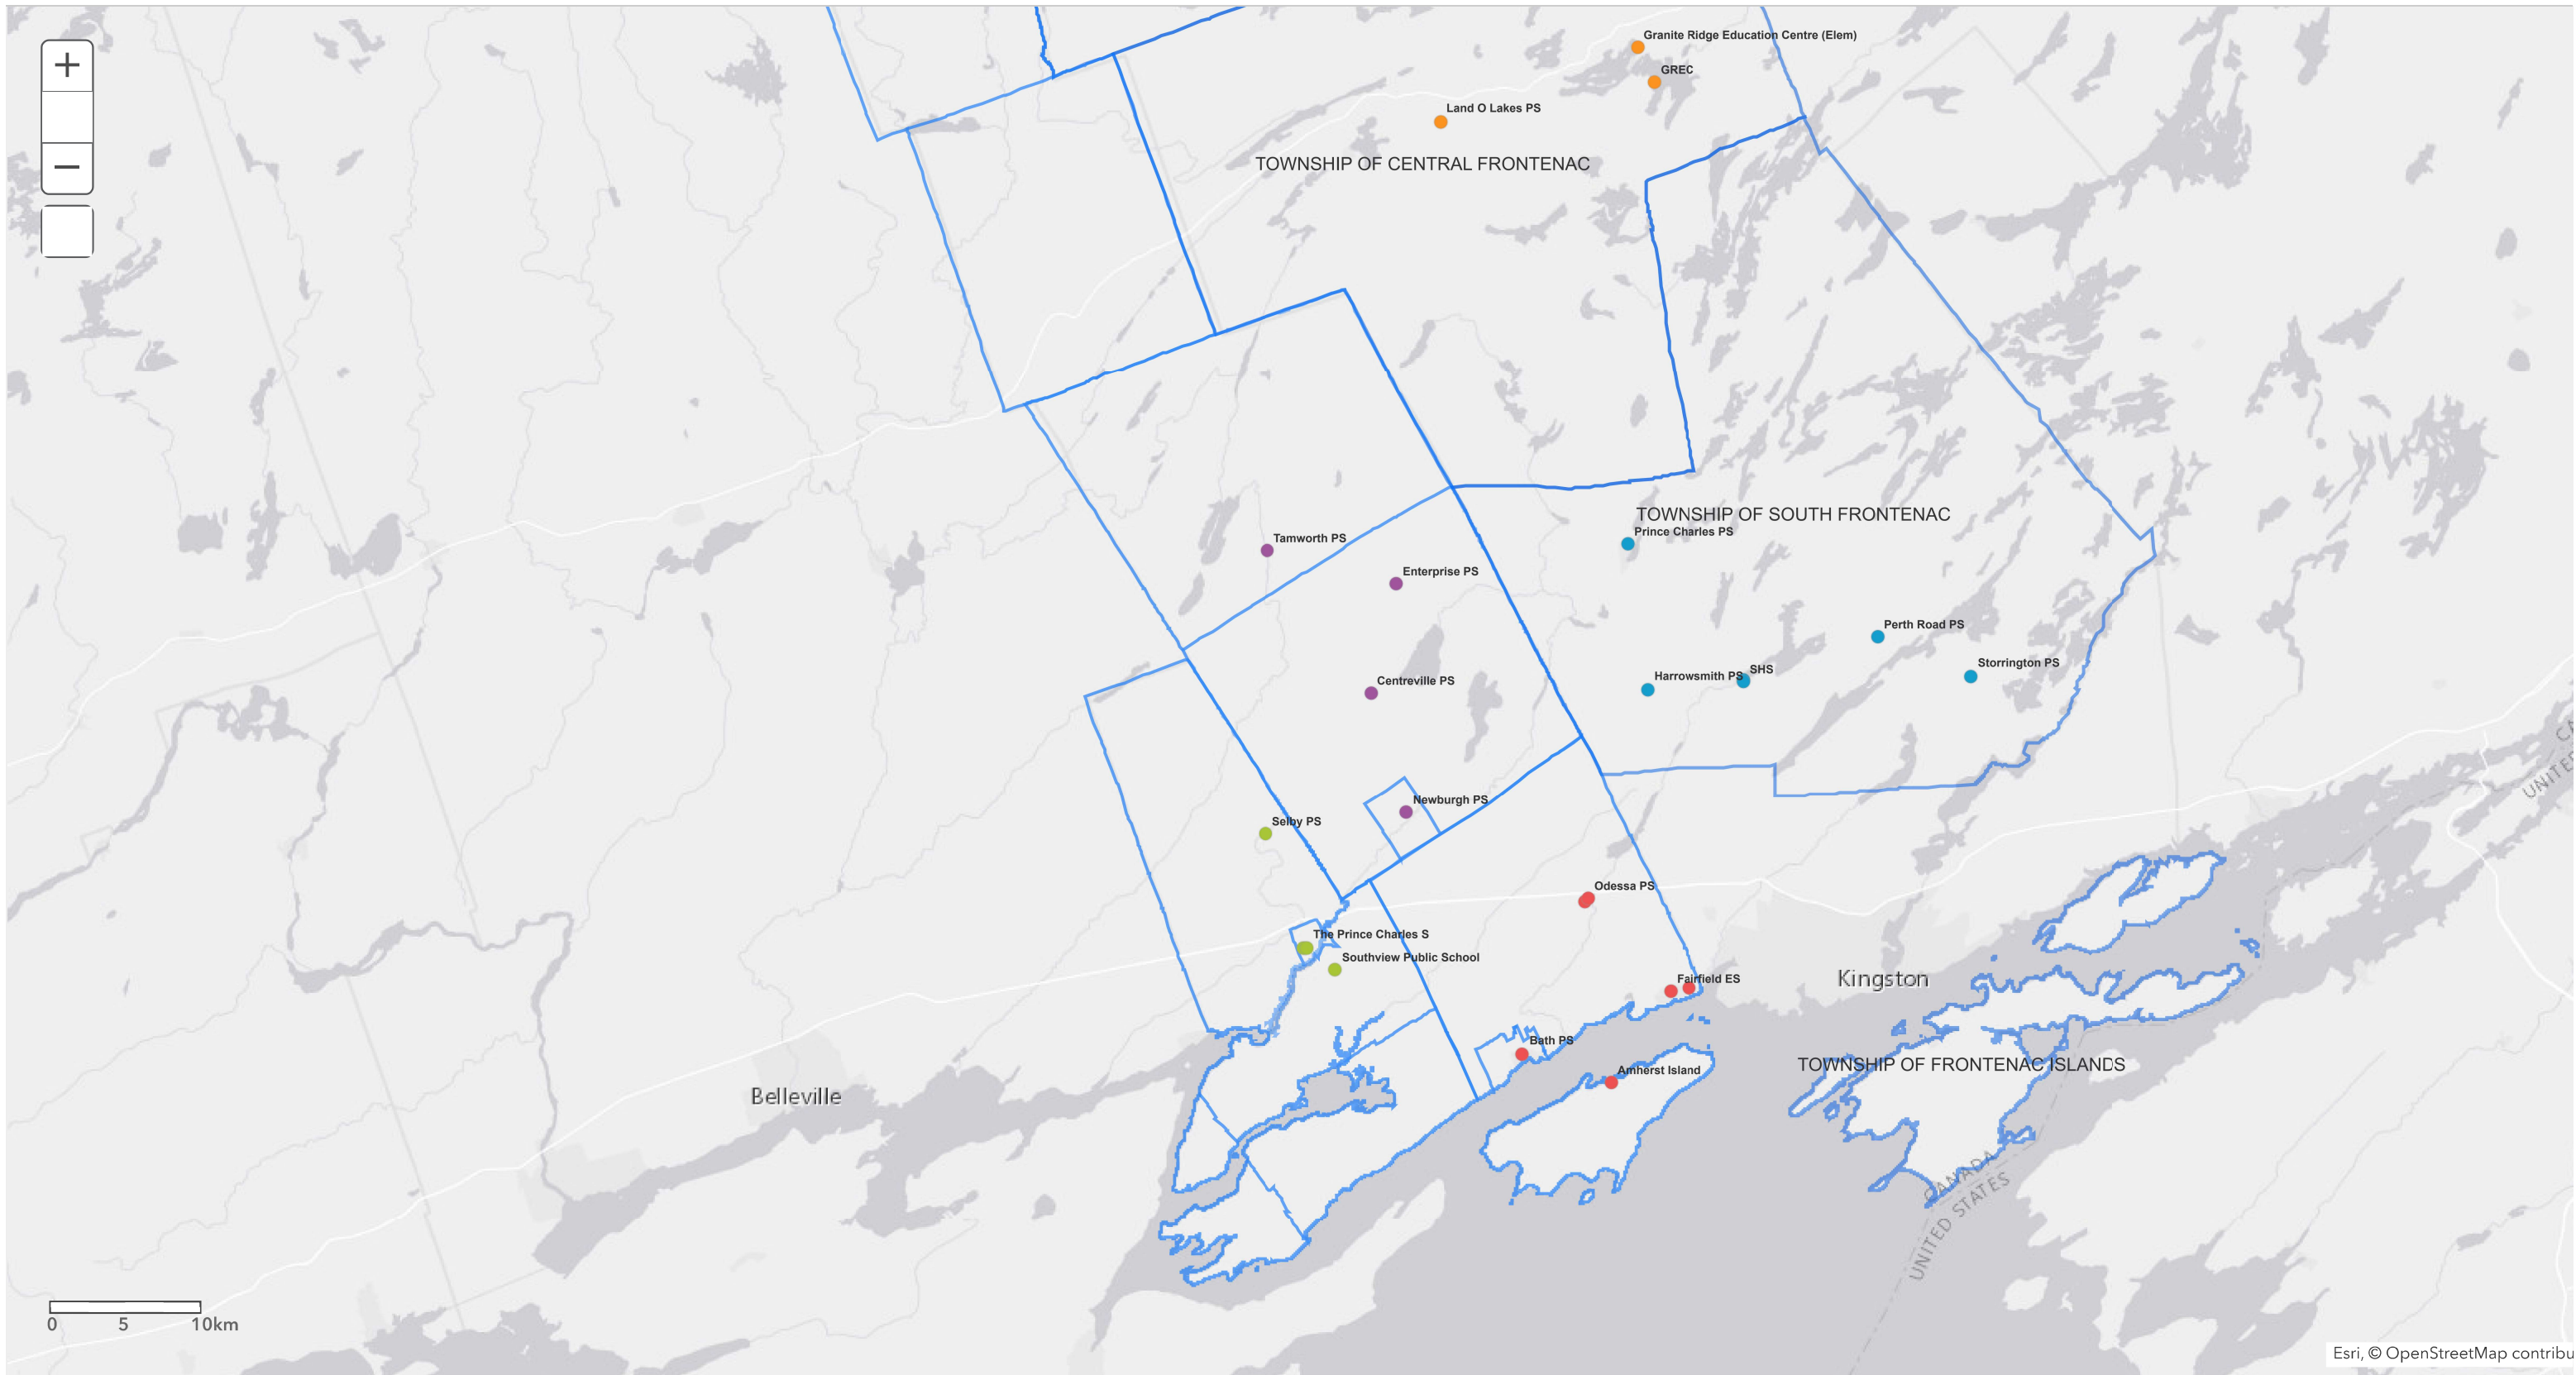 +
−
Granite Ridge Education Centre (Elem)
GREC
Land O Lakes PS
TOWNSHIP OF CENTRAL FRONTENAC
TOWNSHIP OF SOUTH FRONTENAC
Prince Charles PS
Tamworth PS
Enterprise PS
Perth Road PS
Storrington PS
SHS
Harrowsmith PS
Centreville PS
CA
UNITE
Newburgh PS
Selby PS
Odessa PS
The Prince Charles S
Southview Public School
Fairfield ES
Kingston
Bath PS
Amherst Island
TOWNSHIP OF FRONTENAC ISLANDS
Belleville
CANADA
UNITED STATES
0 5 10km
Esri, © OpenStreetMap contribu